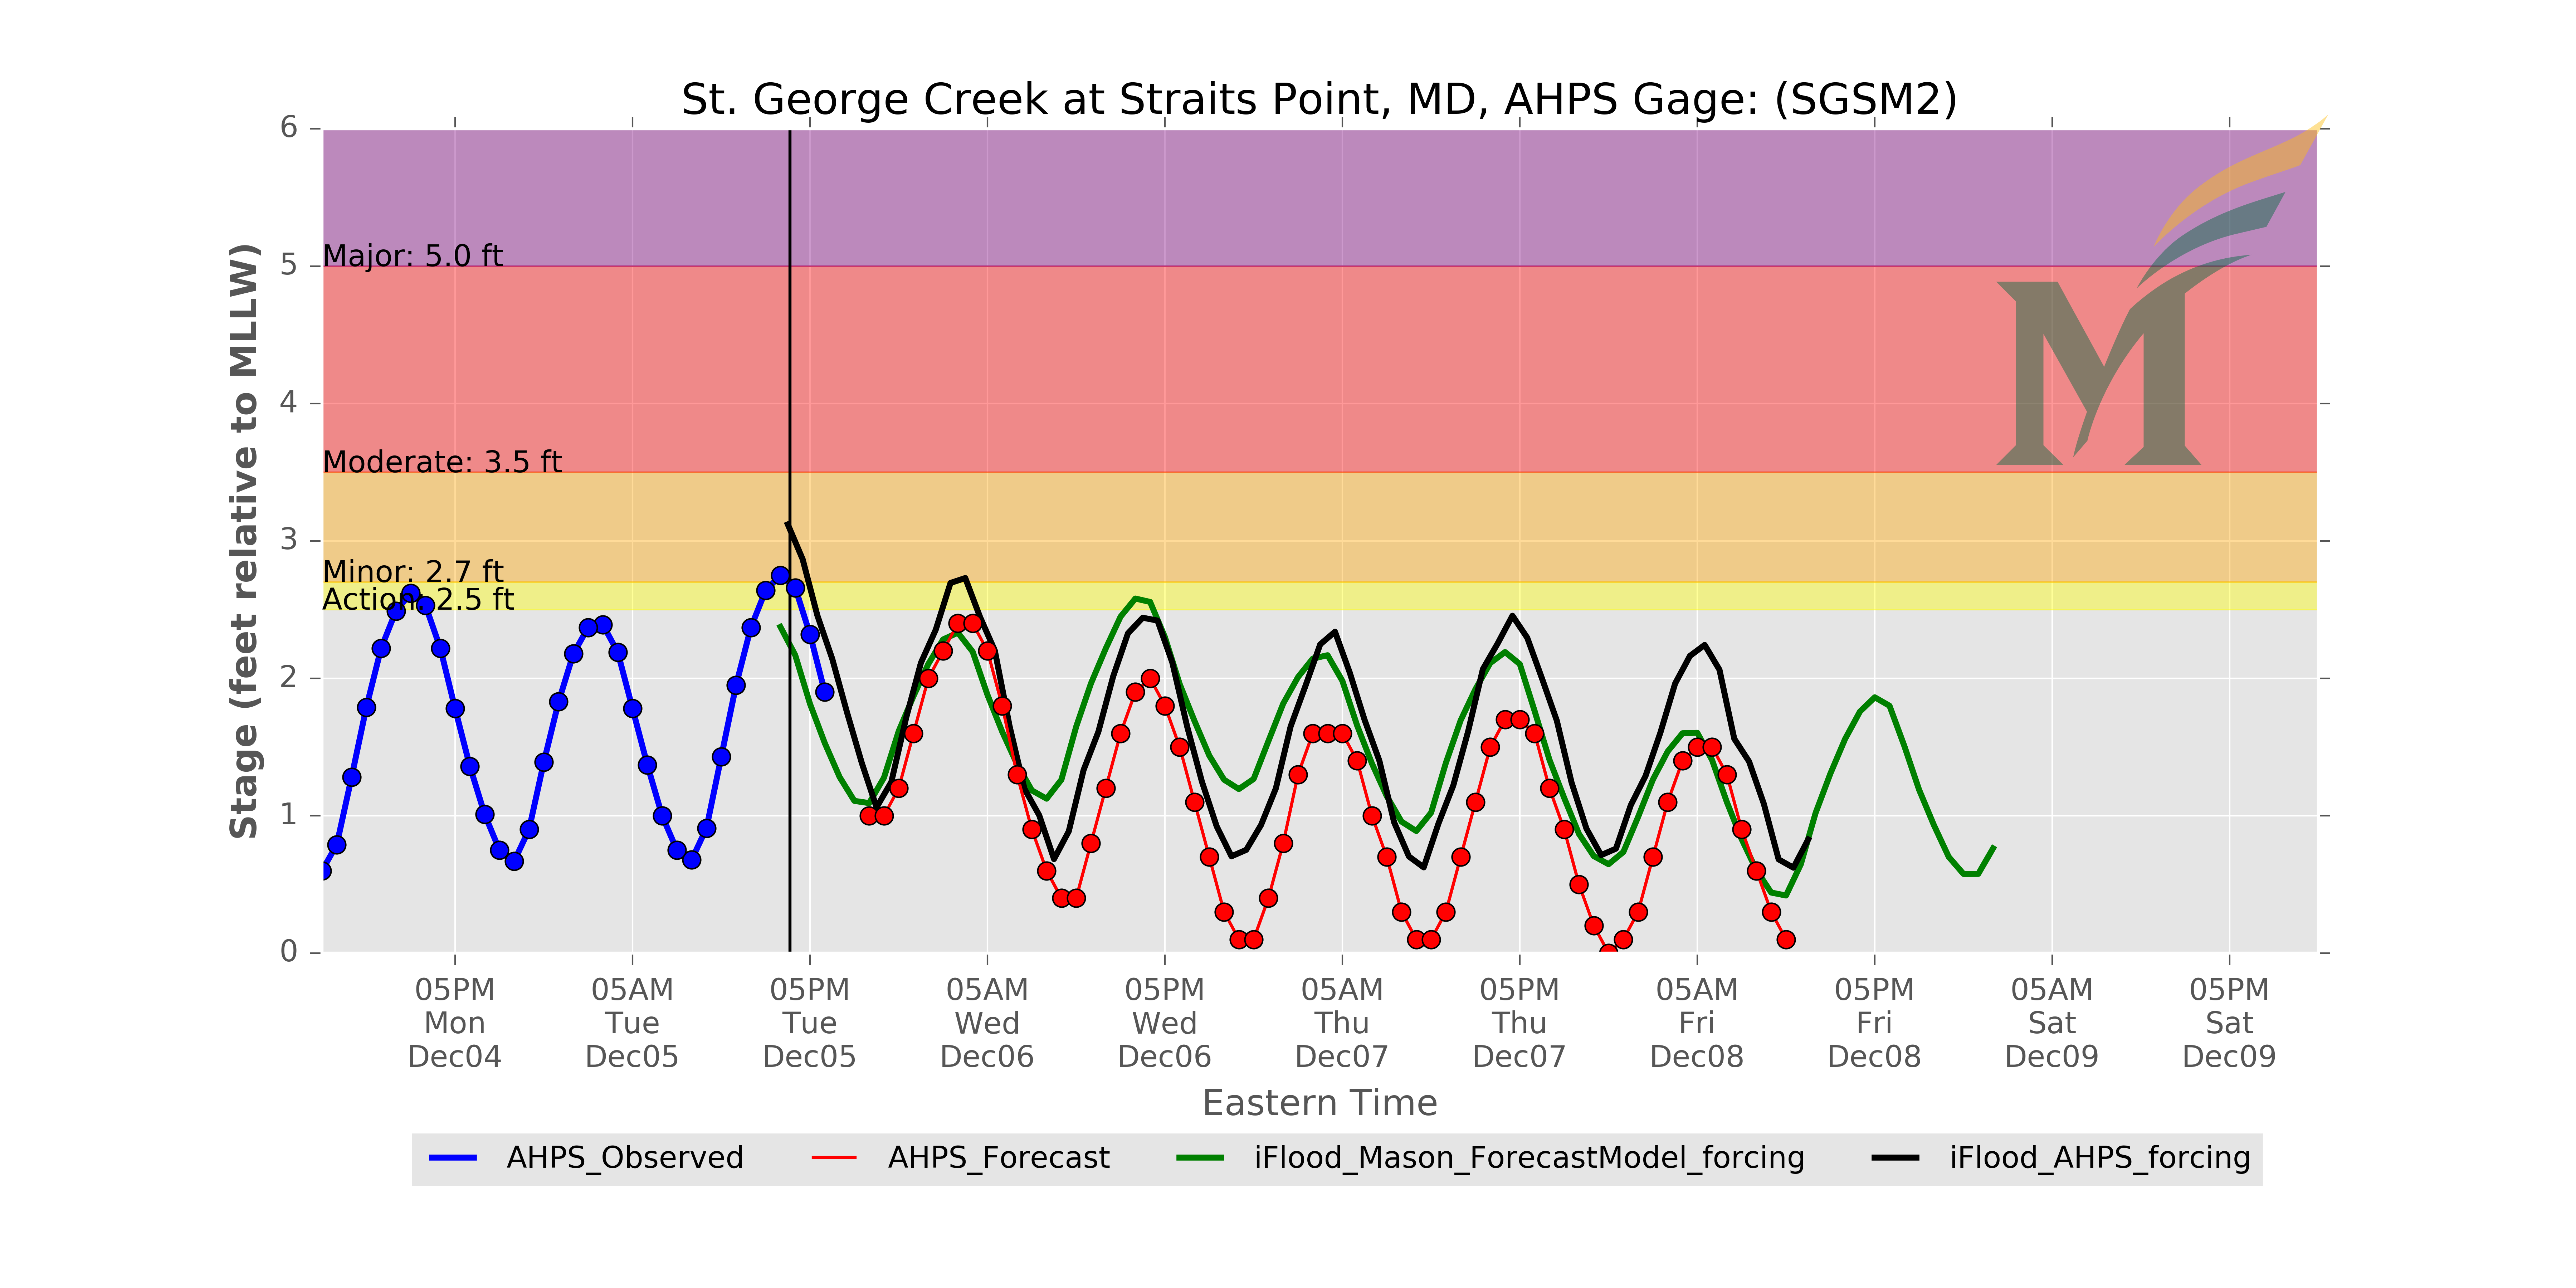 St. George Creek at Straits Point, MD, AHPS Gage: (SGSM2)
Stage (feet relative to MLLW)
6
5
4
3
2
1
0
Major: 5.0 ft
Moderate: 3.5 ft
Minor: 2.7 ft
Action: 2.5 ft
M
05PM 05AM 05PM 05AM 05PM 05AM 05PM 05AM 05PM 05AM 05PM
Mon Tue Tue Wed Wed Thu Thu Fri Fri Sat Sat
Dec04 Dec05 Dec05 Dec06 Dec06 Dec07 Dec07 Dec08 Dec08 Dec09 Dec09
Eastern Time
AHPS_Observed AHPS_Forecast iFlood_Mason_ForecastModel_forcing iFlood_AHPS_forcing